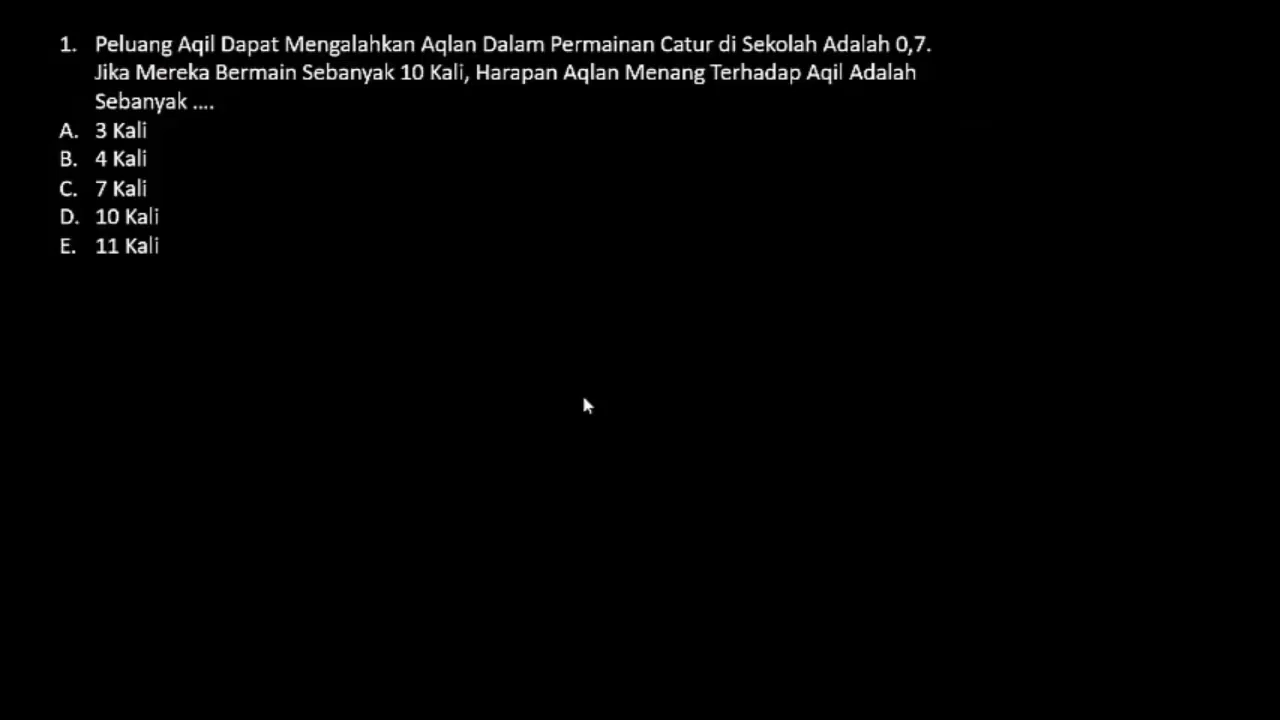 1. Peluang Aqil Dapat Mengalahkan Aqlan Dalam Permainan Catur di Sekolah Adalah 0,7.
Jika Mereka Bermain Sebanyak 10 Kali, Harapan Aqlan Menang Terhadap Aqil Adalah
Sebanyak ....
A. 3 Kali
B. 4 Kali
C. 7 Kali
D. 10 Kali
E. 11 Kali